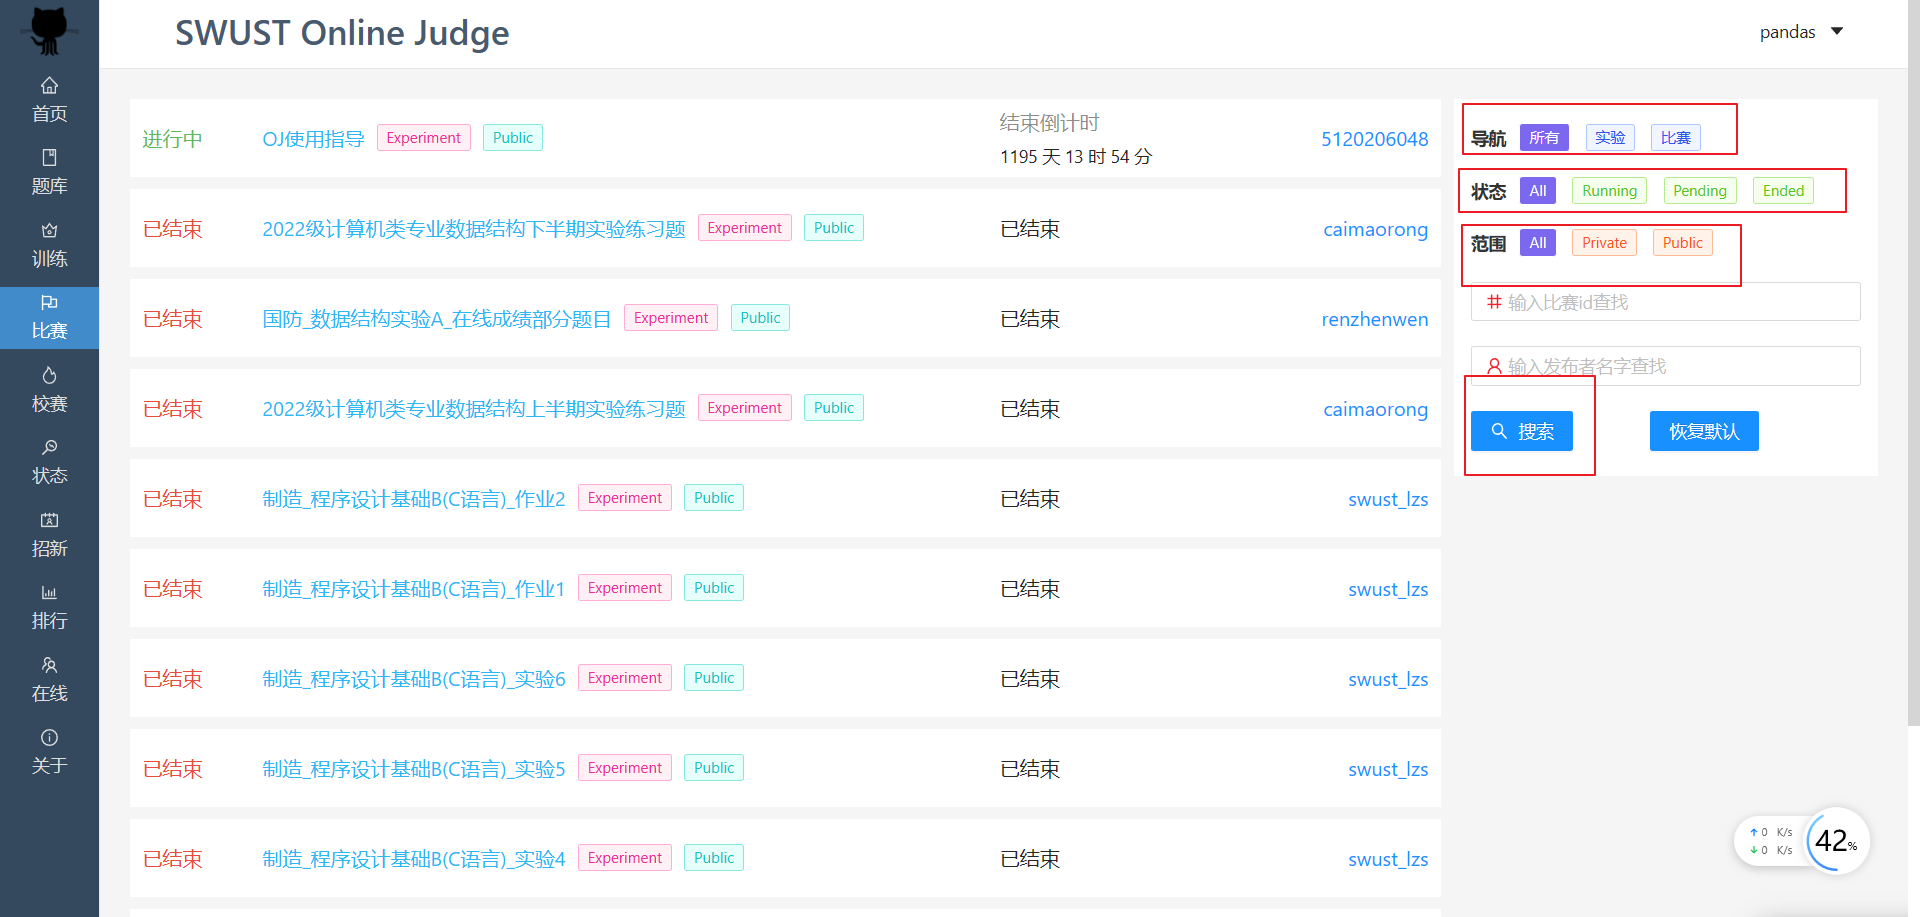 SWUST Online Judge
pandas
首页
题库
训练
比赛
校赛
状态
招新
排行
在线
关于
进行中 OJ使用指导 Experiment Public 结束倒计时 1195 天 13 时 54 分 5120206048
已结束 2022级计算机类专业数据结构下半期实验练习题 Experiment Public 已结束 caimaorong
已结束 国防_数据结构实验A_在线成绩部分题目 Experiment Public 已结束 renzhenwen
已结束 2022级计算机类专业数据结构上半期实验练习题 Experiment Public 已结束 caimaorong
已结束 制造_程序设计基础B(C语言)_作业2 Experiment Public 已结束 swust_lzs
已结束 制造_程序设计基础B(C语言)_作业1 Experiment Public 已结束 swust_lzs
已结束 制造_程序设计基础B(C语言)_实验6 Experiment Public 已结束 swust_lzs
已结束 制造_程序设计基础B(C语言)_实验5 Experiment Public 已结束 swust_lzs
已结束 制造_程序设计基础B(C语言)_实验4 Experiment Public 已结束 swust_lzs
导航 所有 实验 比赛
状态 All Running Pending Ended
范围 All Private Public
输入比赛id查找
输入发布者名字查找
搜索 恢复默认
↑ 0 K/s
↓ 0 K/s
42%